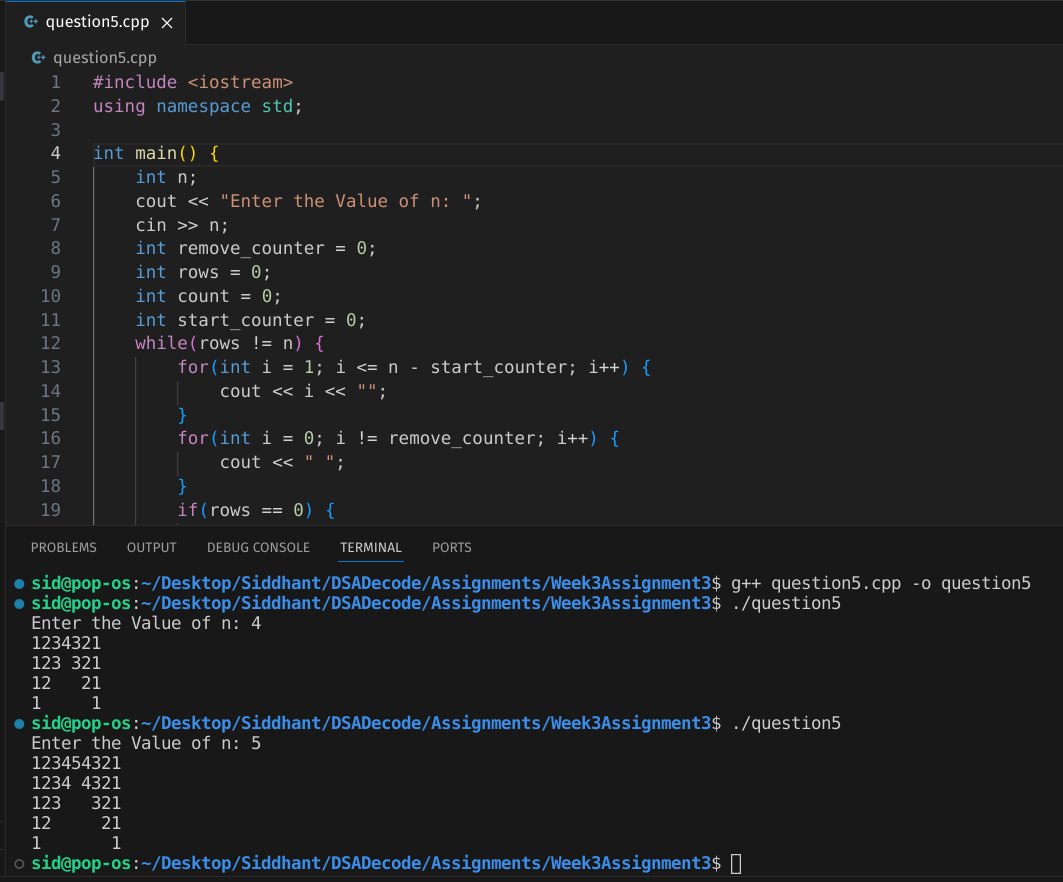 question5.cpp ×
question5.cpp
1 #include <iostream>
2 using namespace std;
3
4 int main() {
5     int n;
6     cout << "Enter the Value of n: ";
7     cin >> n;
8     int remove_counter = 0;
9     int rows = 0;
10     int count = 0;
11     int start_counter = 0;
12     while(rows != n) {
13         for(int i = 1; i <= n - start_counter; i++) {
14             cout << i << "";
15         }
16         for(int i = 0; i != remove_counter; i++) {
17             cout << " ";
18         }
19         if(rows == 0) {
PROBLEMS OUTPUT DEBUG CONSOLE TERMINAL PORTS
sid@pop-os:~/Desktop/Siddhant/DSADecode/Assignments/Week3Assignment3$ g++ question5.cpp -o question5
sid@pop-os:~/Desktop/Siddhant/DSADecode/Assignments/Week3Assignment3$ ./question5
Enter the Value of n: 4
1234321
123 321
12   21
1     1
sid@pop-os:~/Desktop/Siddhant/DSADecode/Assignments/Week3Assignment3$ ./question5
Enter the Value of n: 5
123454321
1234 4321
123   321
12     21
1       1
sid@pop-os:~/Desktop/Siddhant/DSADecode/Assignments/Week3Assignment3$